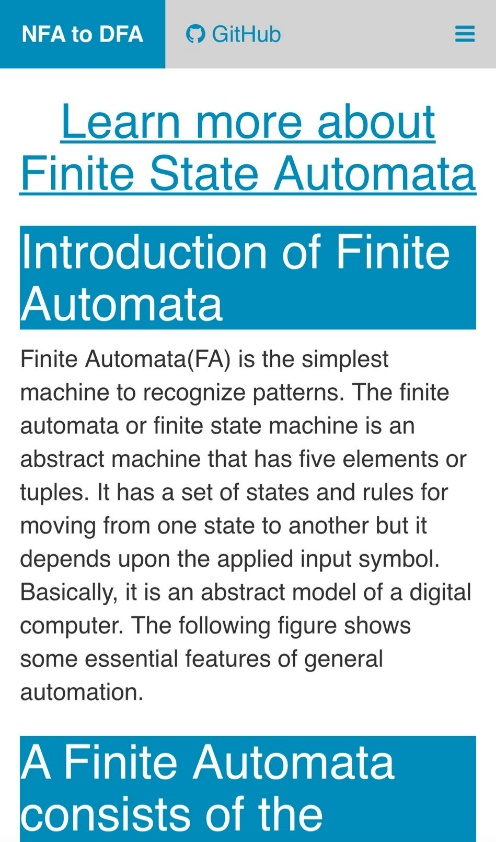 NFA to DFA GitHub
Learn more about
Finite State Automata
Introduction of Finite
Automata
Finite Automata(FA) is the simplest
machine to recognize patterns. The finite
automata or finite state machine is an
abstract machine that has five elements or
tuples. It has a set of states and rules for
moving from one state to another but it
depends upon the applied input symbol.
Basically, it is an abstract model of a digital
computer. The following figure shows
some essential features of general
automation.
A Finite Automata
consists of the